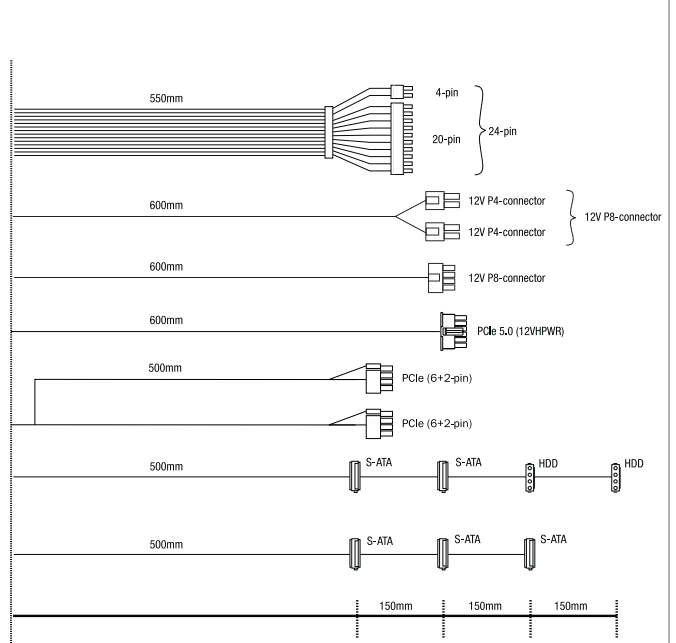 550mm
4-pin
20-pin
24-pin
600mm
12V P4-connector
12V P4-connector
12V P8-connector
600mm
12V P8-connector
600mm
PCIe 5.0 (12VHPWR)
500mm
PCIe (6+2-pin)
PCIe (6+2-pin)
500mm
S-ATA
S-ATA
HDD
HDD
500mm
S-ATA
S-ATA
S-ATA
150mm
150mm
150mm